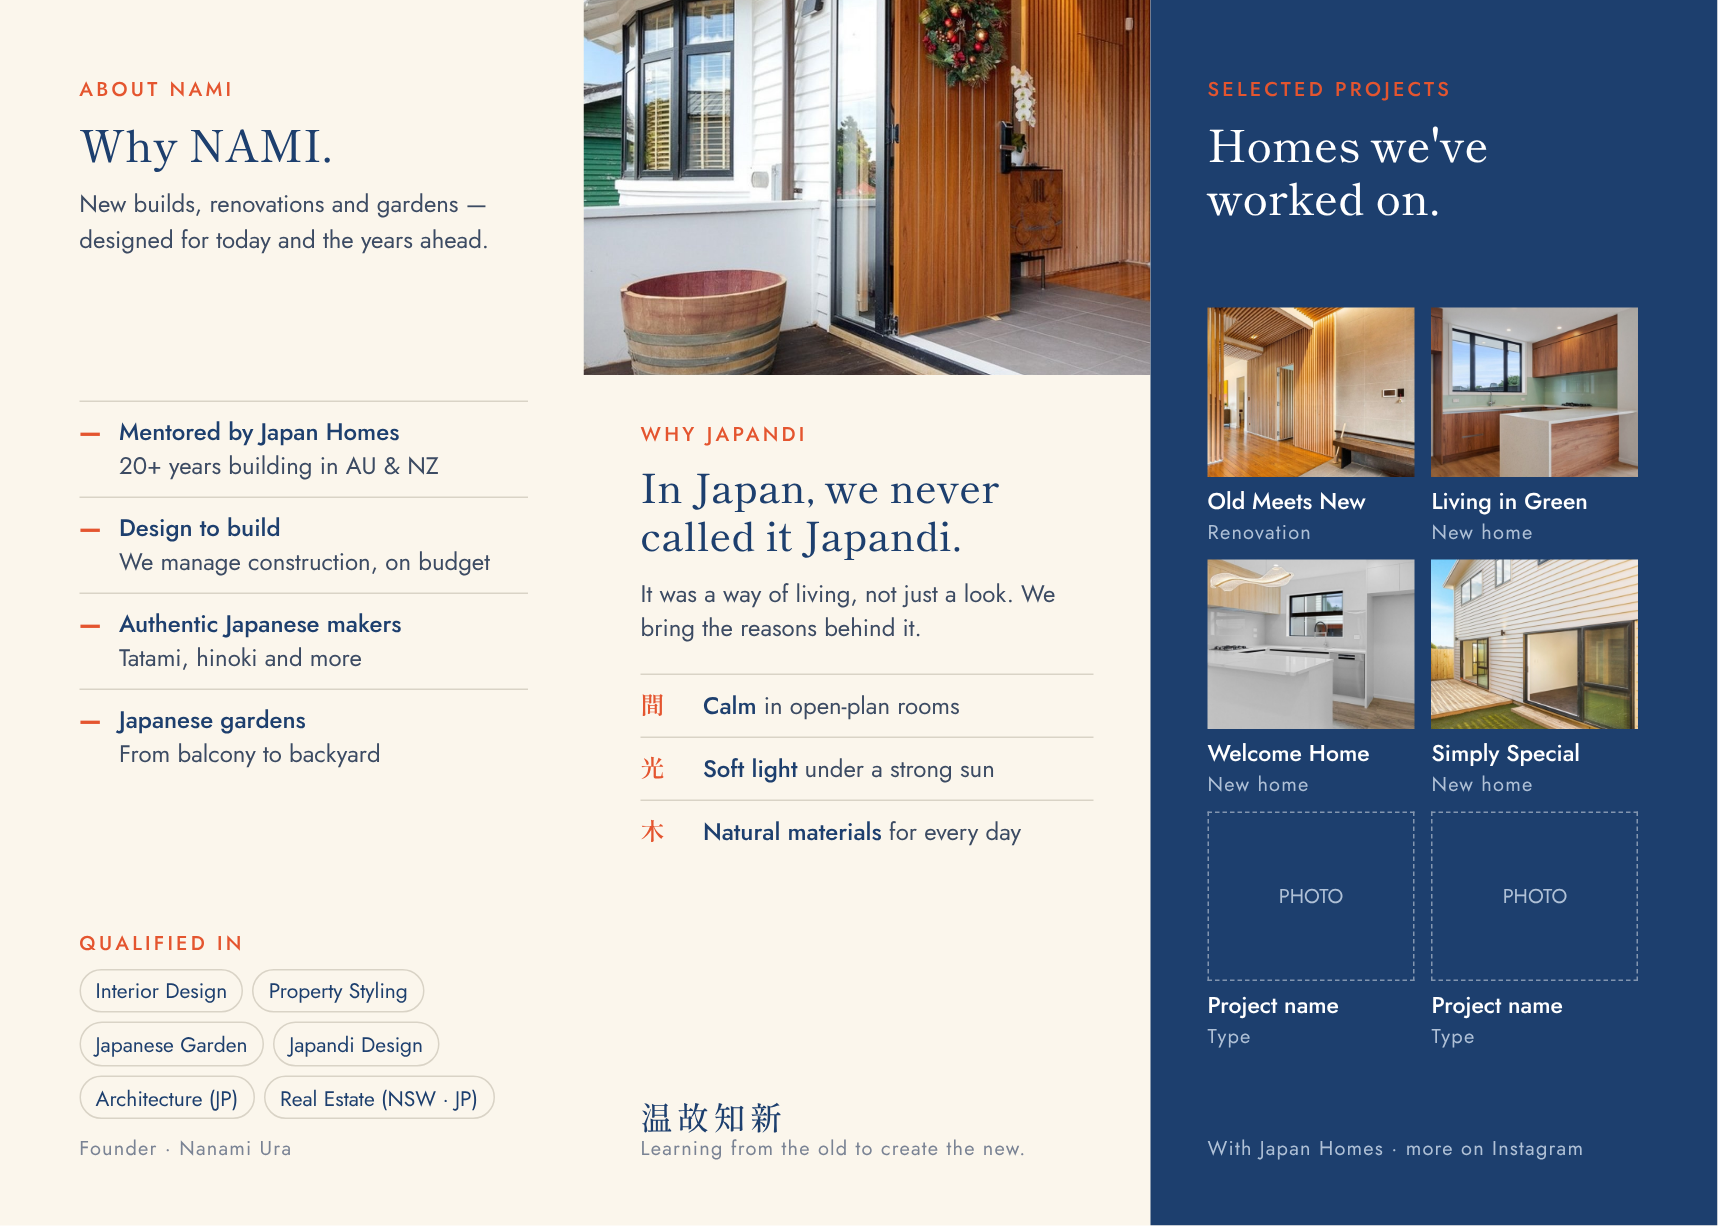 ABOUT NAMI
Why NAMI.
New builds, renovations and gardens —
designed for today and the years ahead.
— Mentored by Japan Homes
20+ years building in AU & NZ
— Design to build
We manage construction, on budget
— Authentic Japanese makers
Tatami, hinoki and more
— Japanese gardens
From balcony to backyard
QUALIFIED IN
Interior Design
Property Styling
Japanese Garden
Japandi Design
Architecture (JP)
Real Estate (NSW · JP)
Founder · Nanami Ura
WHY JAPANDI
In Japan, we never
called it Japandi.
It was a way of living, not just a look. We
bring the reasons behind it.
間 Calm in open-plan rooms
光 Soft light under a strong sun
木 Natural materials for every day
温故知新
Learning from the old to create the new.
SELECTED PROJECTS
Homes we've
worked on.
Old Meets New
Renovation
Living in Green
New home
Welcome Home
New home
Simply Special
New home
PHOTO
Project name
Type
PHOTO
Project name
Type
With Japan Homes · more on Instagram